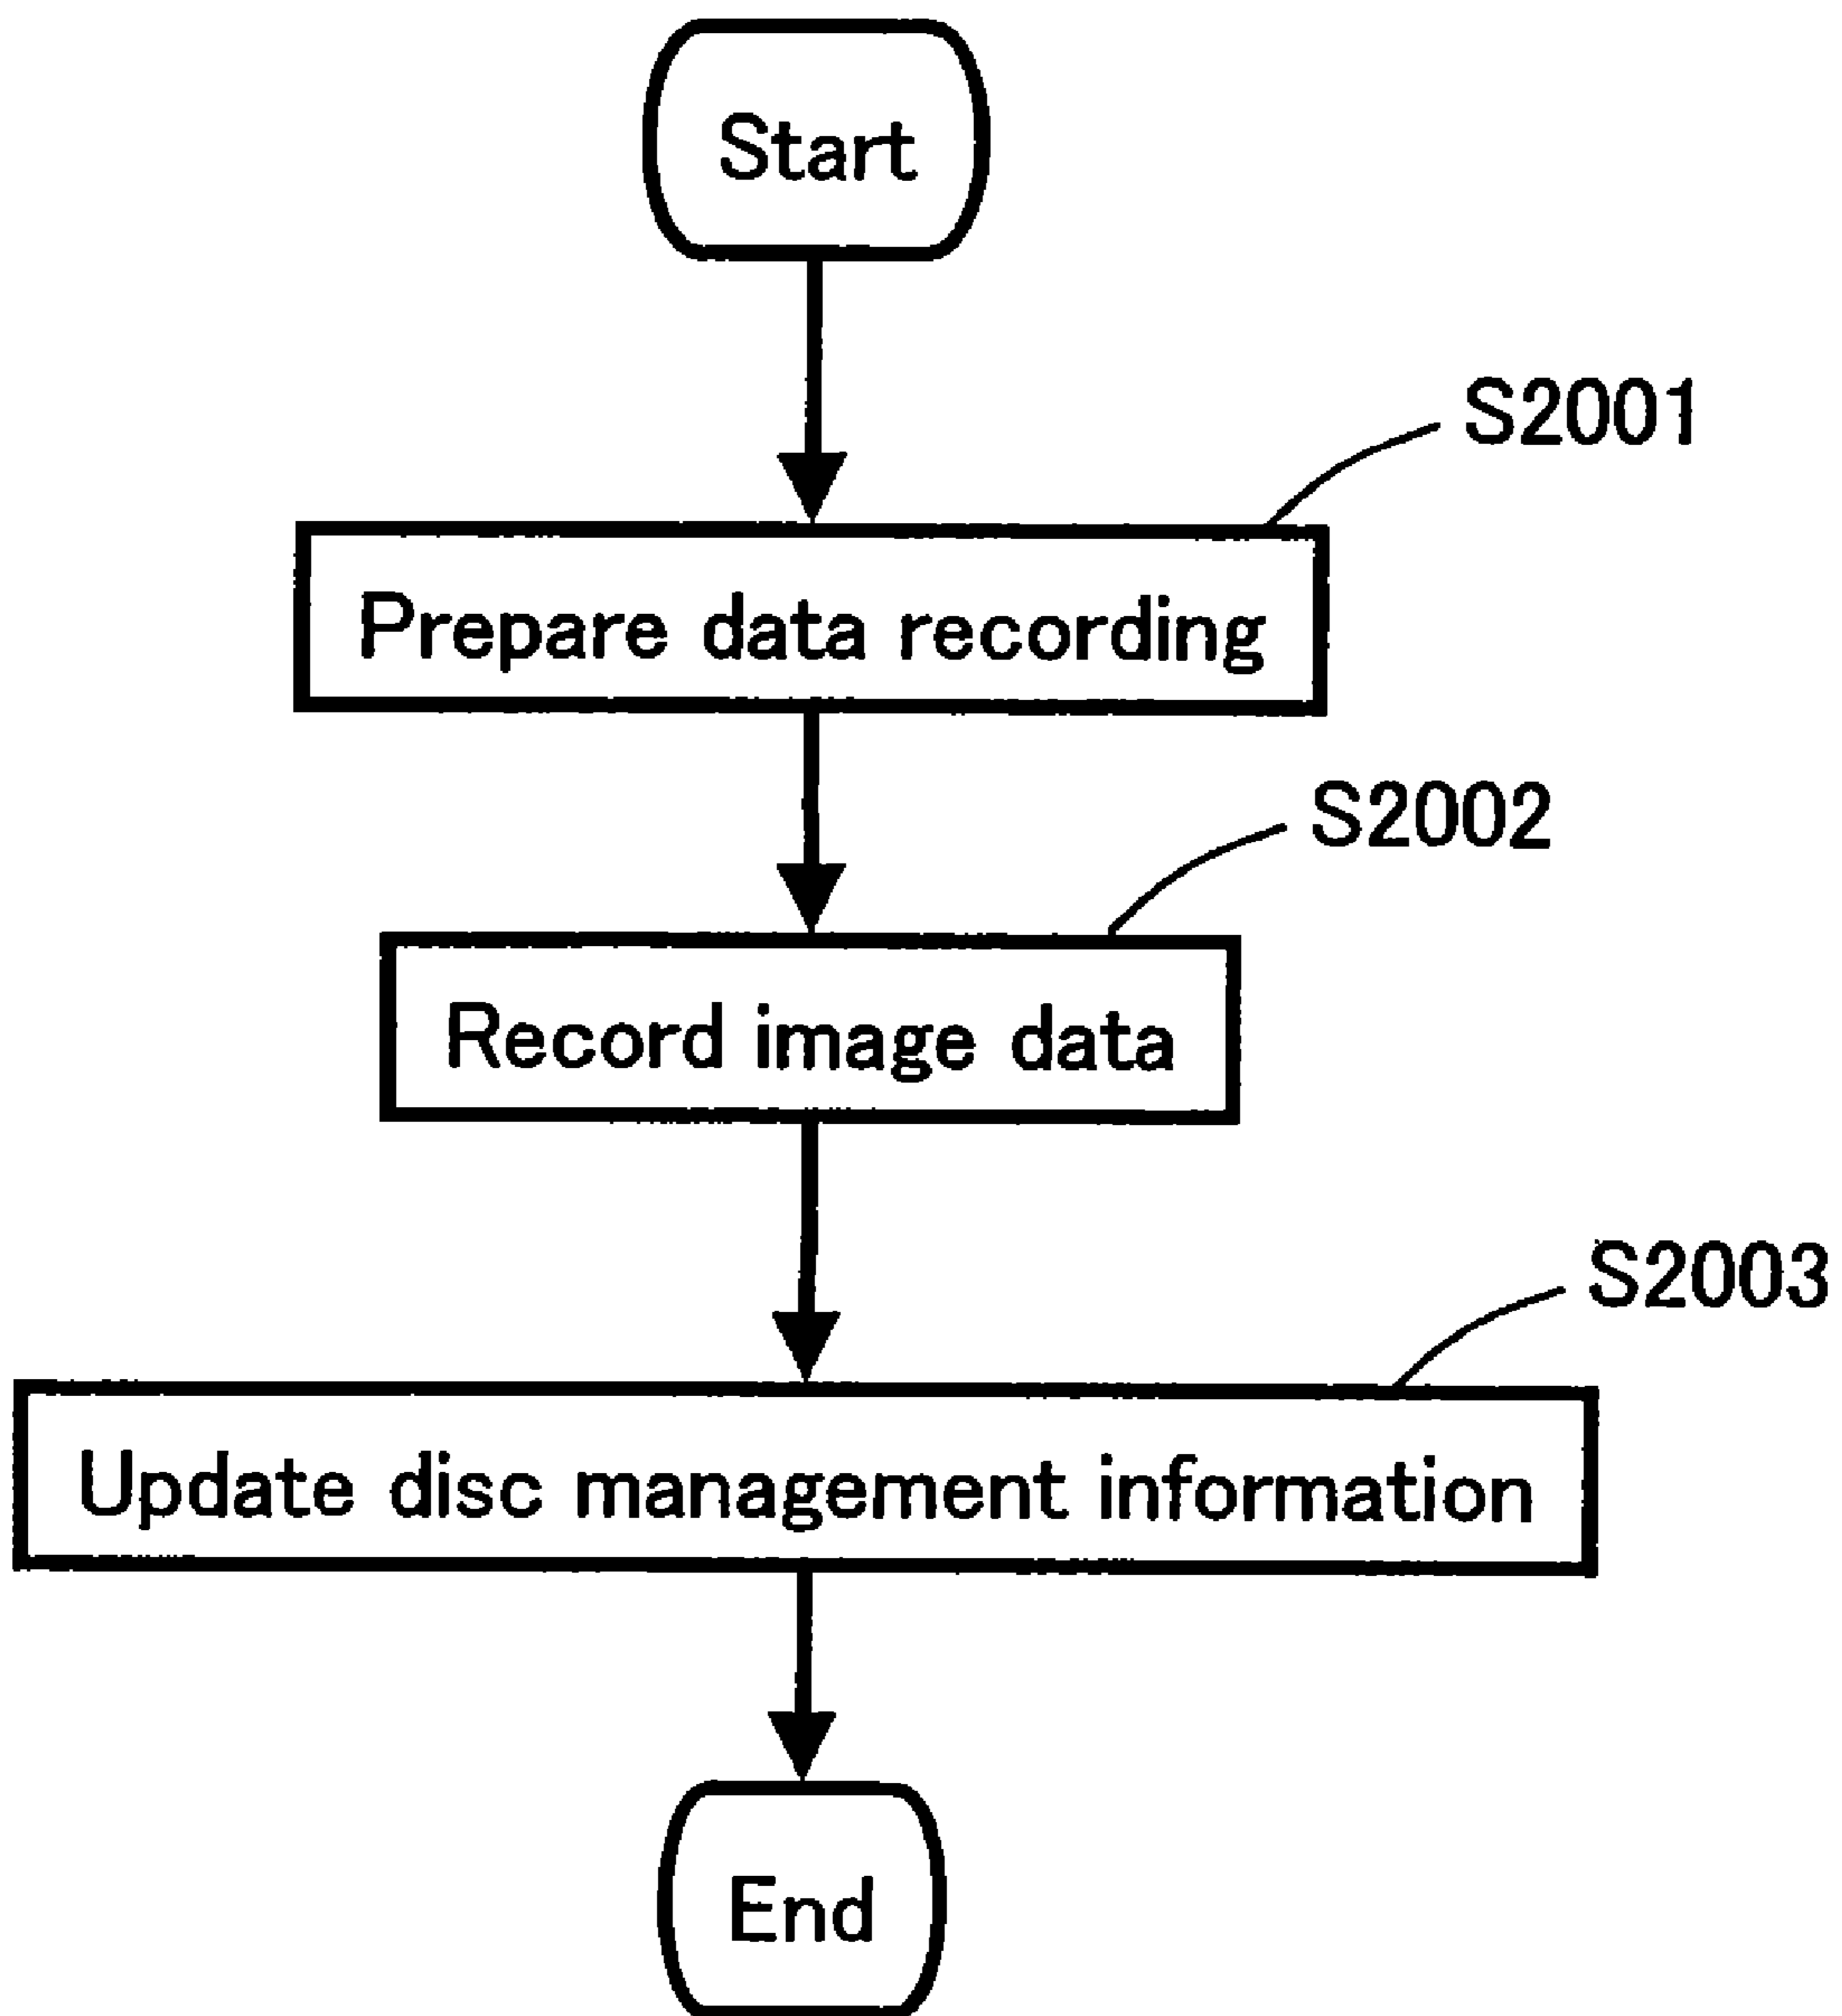 Start
S2001
Prepare data recording
S2002
Record image data
S2003
Update disc management information
End